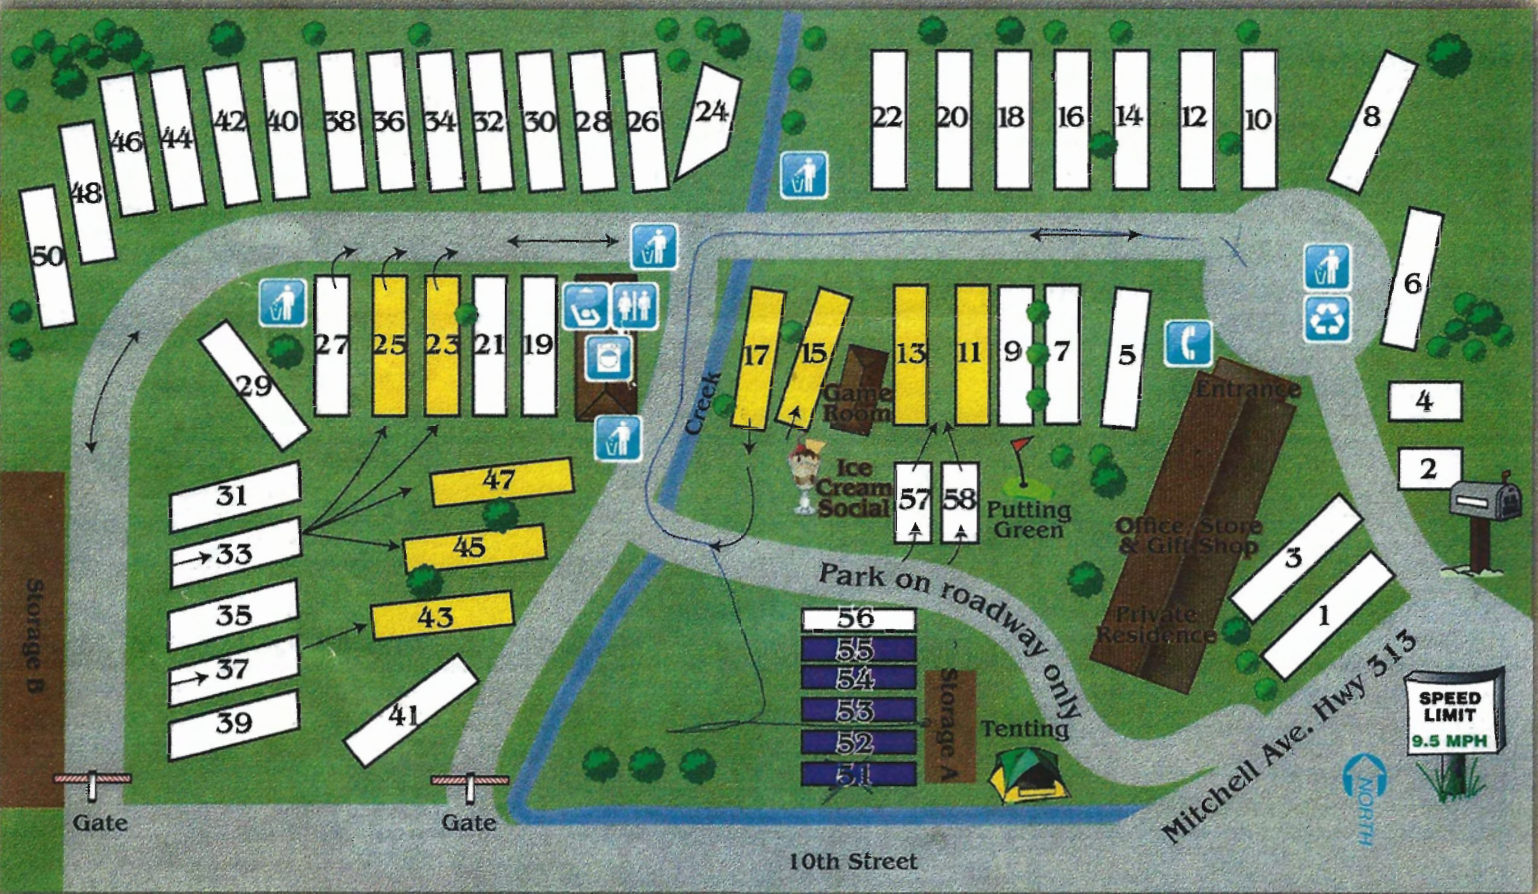 46
44
42
40
38
36
34
32
30
28
26
24
22
20
18
16
14
12
10
8
48
50
6
27
25
23
21
19
17
15
13
11
9
7
5
29
Creek
Game
Room
Entrance
4
2
31
47
Ice
Cream
Social
57
58
Putting
Green
33
45
Office, Store
& Gift Shop
3
1
35
43
Park on roadway only
Private
Residence
37
39
41
56
55
54
53
52
51
Storage A
Storage B
Tenting
Mitchell Ave. Hwy 313
SPEED
LIMIT
9.5 MPH
NORTH
Gate
Gate
10th Street